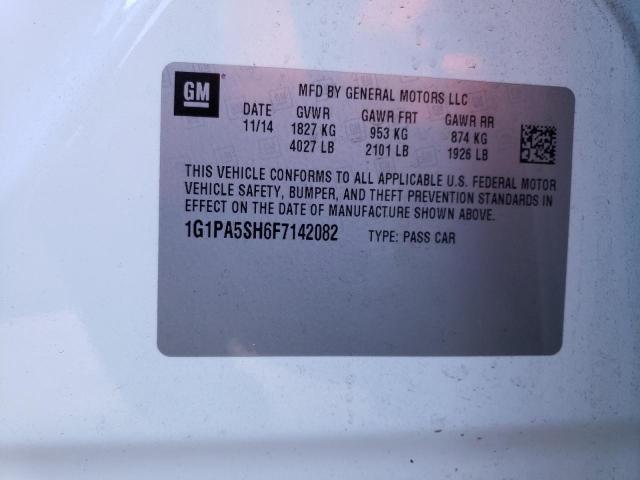 GM
MFD BY GENERAL MOTORS LLC
DATE GVWR GAWR FRT GAWR RR
11/14 1827 KG 953 KG 874 KG
4027 LB 2101 LB 1926 LB
THIS VEHICLE CONFORMS TO ALL APPLICABLE U.S. FEDERAL MOTOR
VEHICLE SAFETY, BUMPER, AND THEFT PREVENTION STANDARDS IN
EFFECT ON THE DATE OF MANUFACTURE SHOWN ABOVE.
1G1PA5SH6F7142082 TYPE: PASS CAR